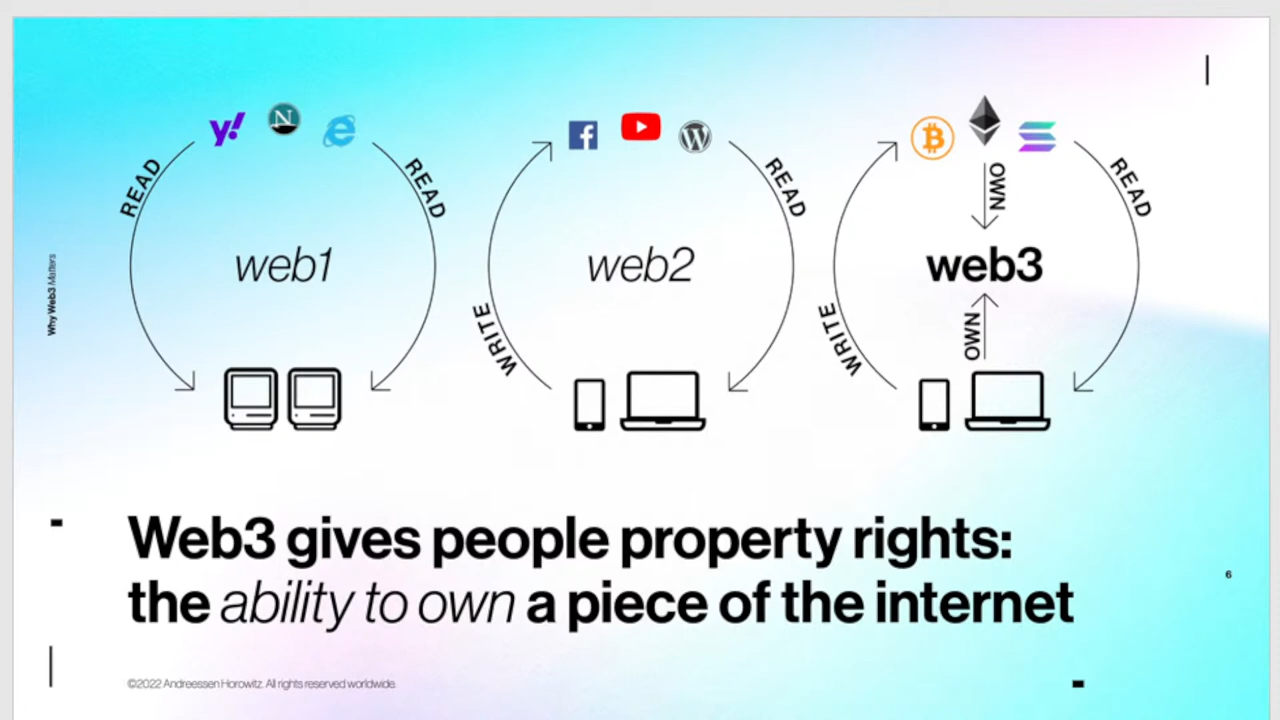 y!
N
e
READ
READ
web1
f
W
READ
web2
WRITE
B
OWN
READ
web3
WRITE
OWN
Why Web3 Matters
Web3 gives people property rights:
the ability to own a piece of the internet
6
©2022 Andreessen Horowitz. All rights reserved worldwide.